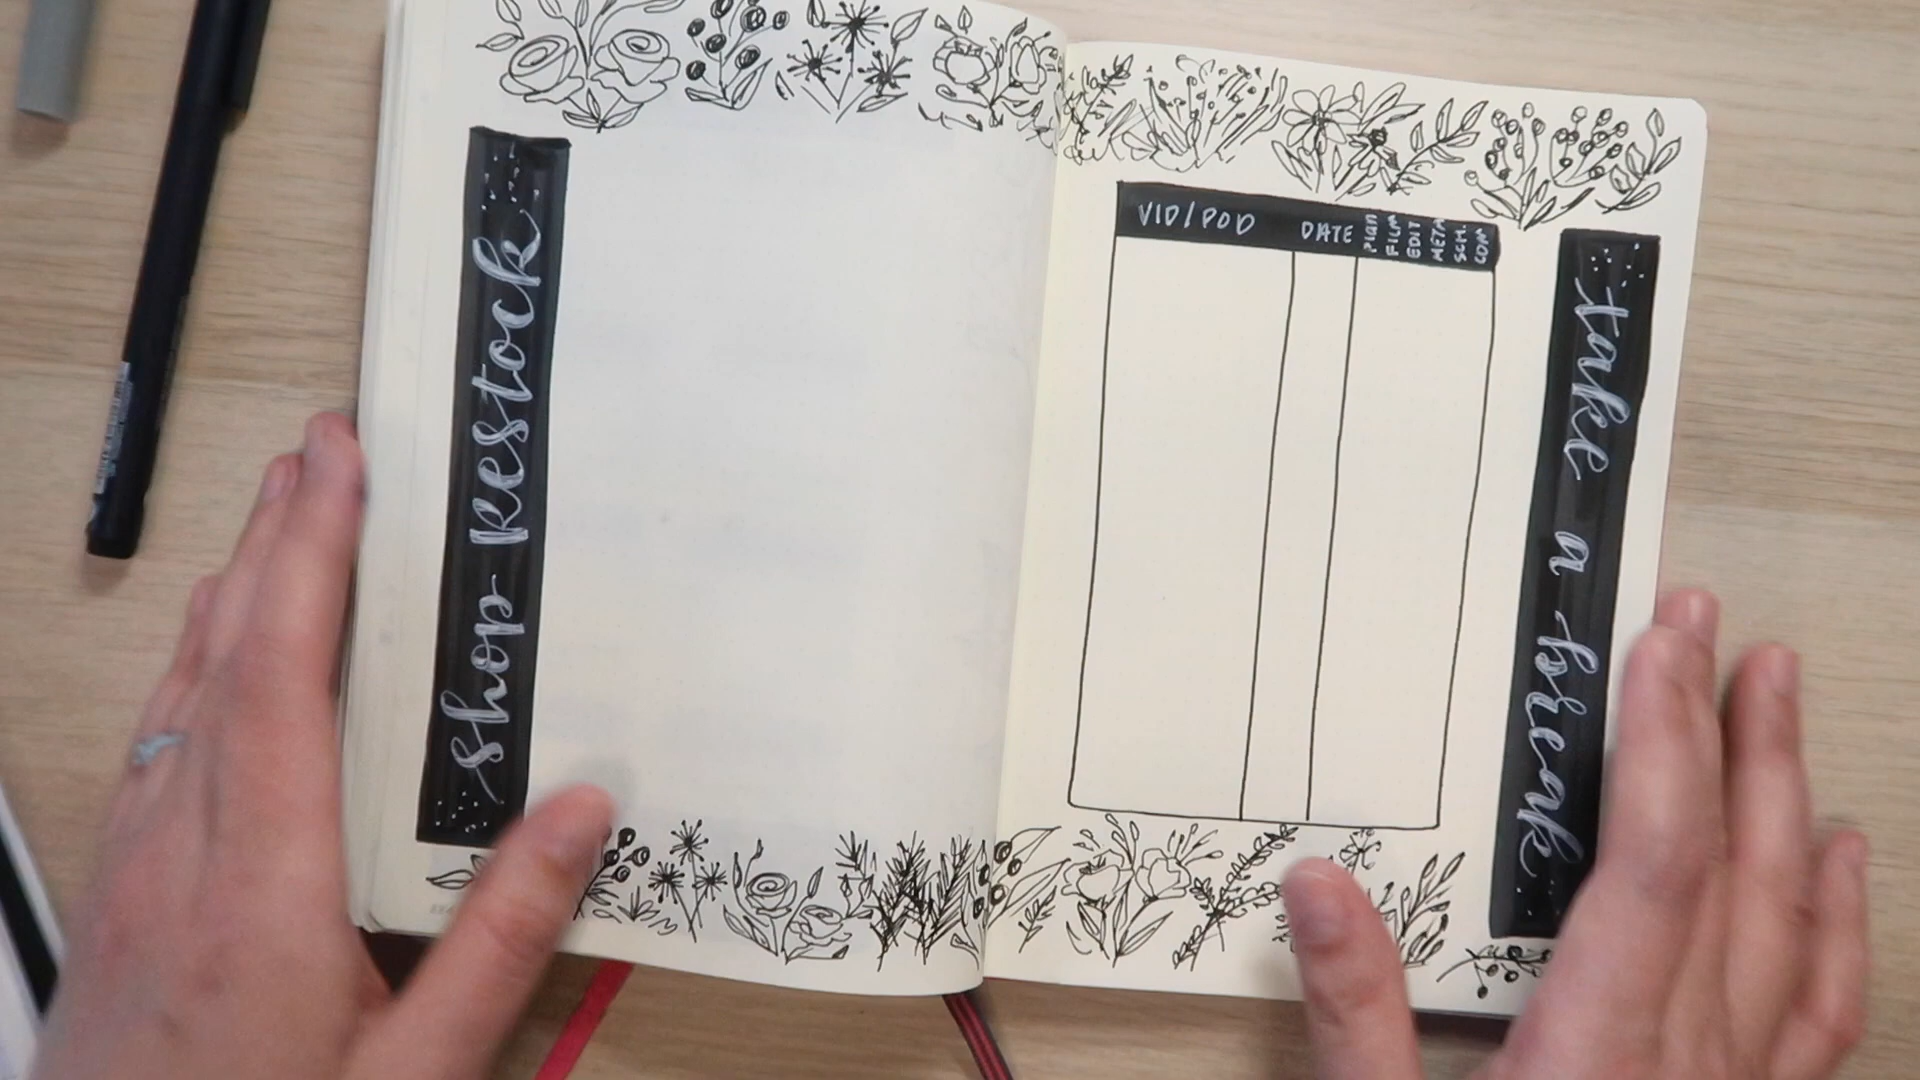 Shop Restock
VID/POD DATE PLAN FILM EDIT META SCH. COM
take a break